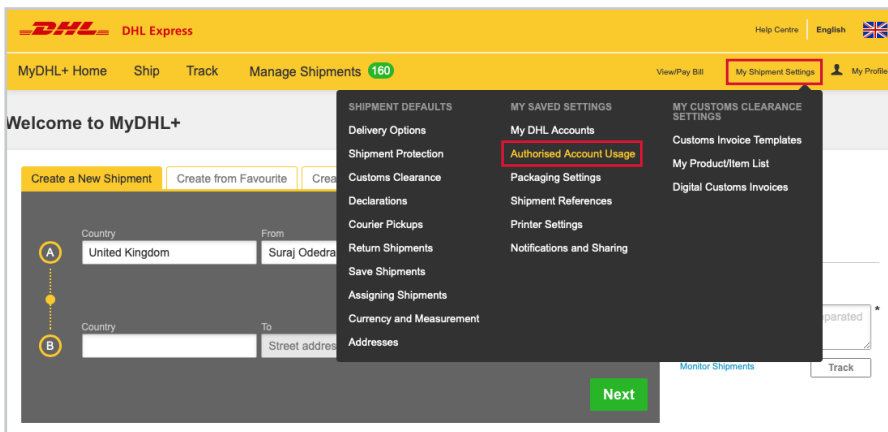 DHL DHL Express
Help Centre English
MyDHL+ Home Ship Track Manage Shipments 160
View/Pay Bill My Shipment Settings My Profile
Welcome to MyDHL+
SHIPMENT DEFAULTS
Delivery Options
Shipment Protection
Customs Clearance
Declarations
Courier Pickups
Return Shipments
Save Shipments
Assigning Shipments
Currency and Measurement
Addresses
MY SAVED SETTINGS
My DHL Accounts
Authorised Account Usage
Packaging Settings
Shipment References
Printer Settings
Notifications and Sharing
MY CUSTOMS CLEARANCE
SETTINGS
Customs Invoice Templates
My Product/Item List
Digital Customs Invoices
Create a New Shipment Create from Favourite
Country From
A United Kingdom Suraj Odedra
Country To
B Street addres
Next
*
Monitor Shipments Track